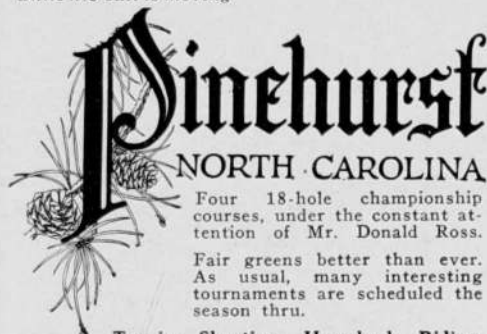 Pinehurst
NORTH CAROLINA
Four 18-hole championship
courses, under the constant at-
tention of Mr. Donald Ross.
Fair greens better than ever.
As usual, many interesting
tournaments are scheduled the
season thru.